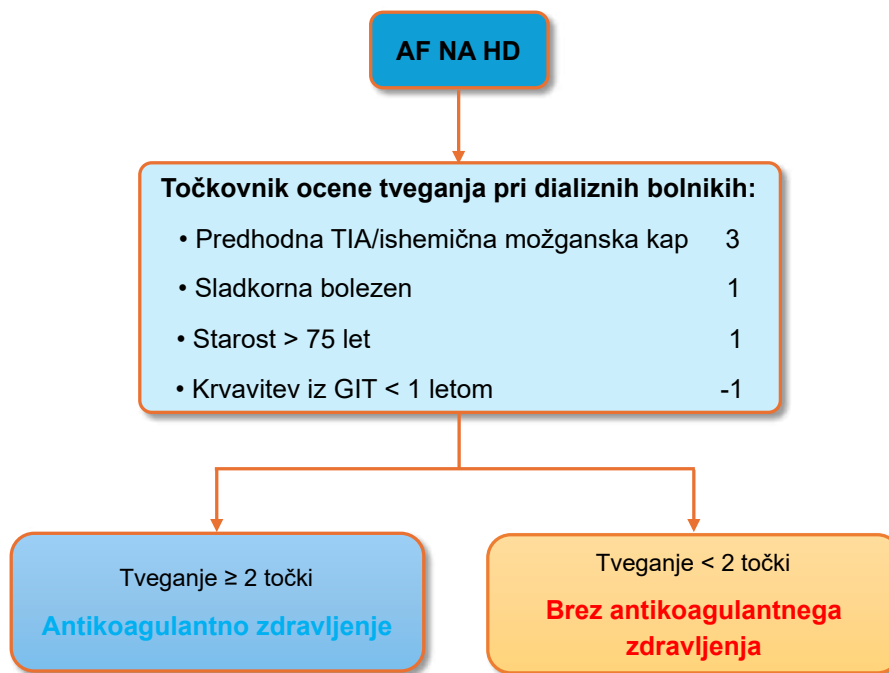 AF NA HD
Točkovnik ocene tveganja pri dializnih bolnikih:
• Predhodna TIA/ishemična možganska kap 3
• Sladkorna bolezen 1
• Starost > 75 let 1
• Krvavitev iz GIT < 1 letom -1
Tveganje ≥ 2 točki
Antikoagulantno zdravljenje
Tveganje < 2 točki
Brez antikoagulantnega
zdravljenja